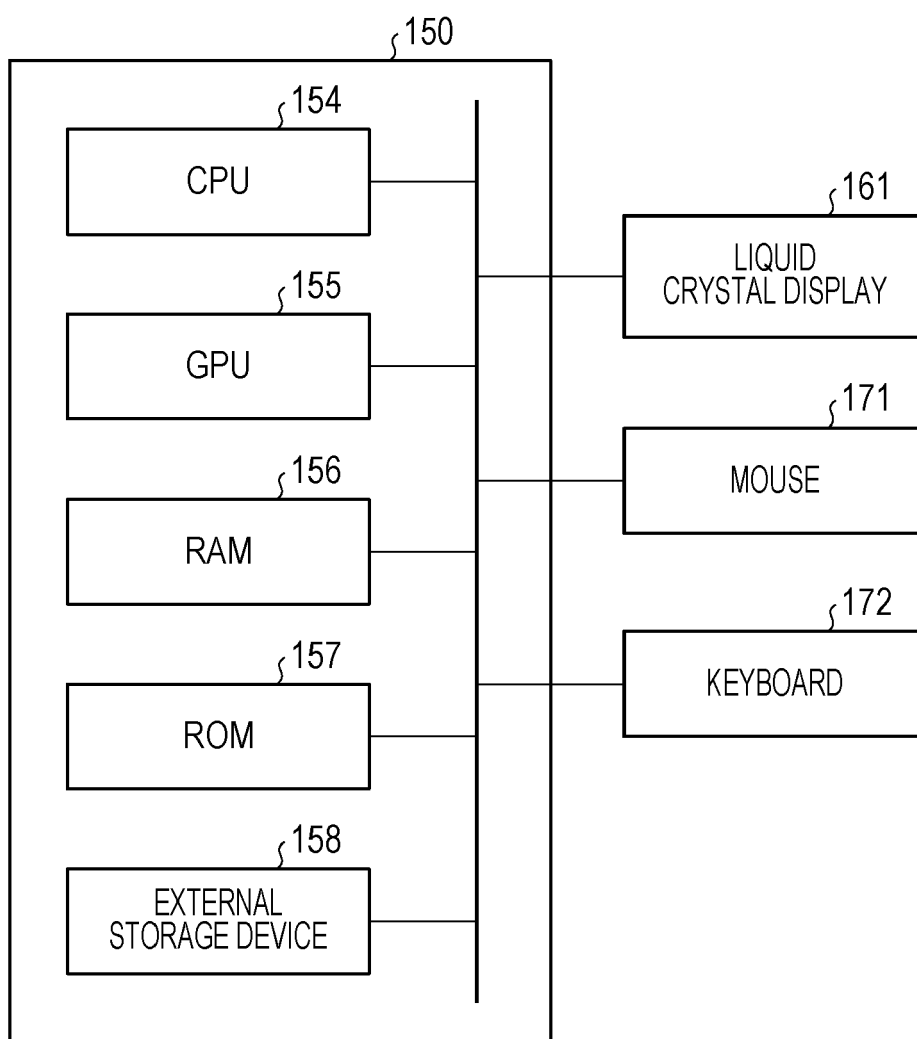 150
154
CPU
155
GPU
156
RAM
157
ROM
158
EXTERNAL
STORAGE DEVICE
161
LIQUID
CRYSTAL DISPLAY
171
MOUSE
172
KEYBOARD